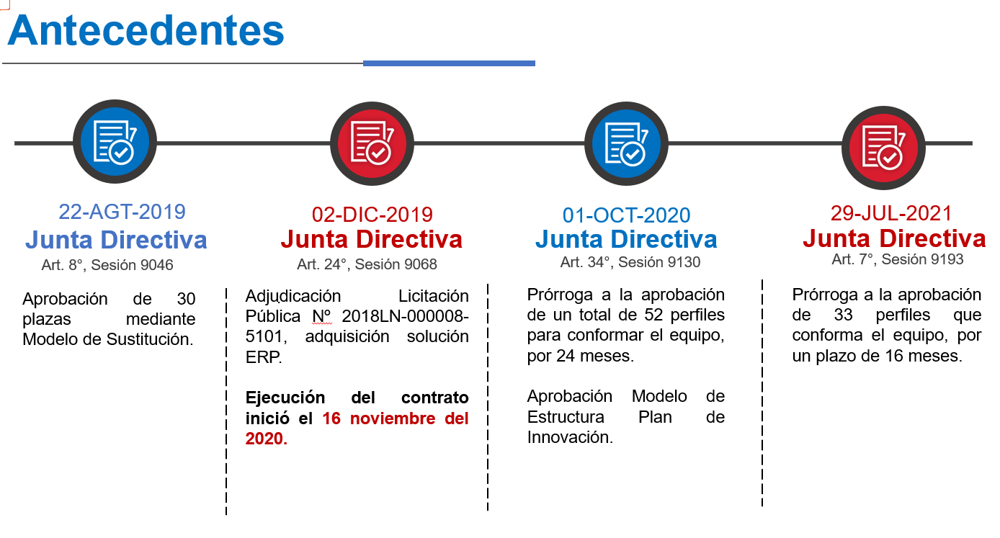 Antecedentes
22-AGT-2019
Junta Directiva
Art. 8°, Sesión 9046
Aprobación de 30
plazas mediante
Modelo de Sustitución.
02-DIC-2019
Junta Directiva
Art. 24°, Sesión 9068
Adjudicación Licitación
Pública Nº 2018LN-000008-
5101, adquisición solución
ERP.
Ejecución del contrato
inició el 16 noviembre del
2020.
01-OCT-2020
Junta Directiva
Art. 34°, Sesión 9130
Prórroga a la aprobación
de un total de 52 perfiles
para conformar el equipo,
por 24 meses.
Aprobación Modelo de
Estructura Plan de
Innovación.
29-JUL-2021
Junta Directiva
Art. 7°, Sesión 9193
Prórroga a la aprobación
de 33 perfiles que
conforma el equipo, por
un plazo de 16 meses.